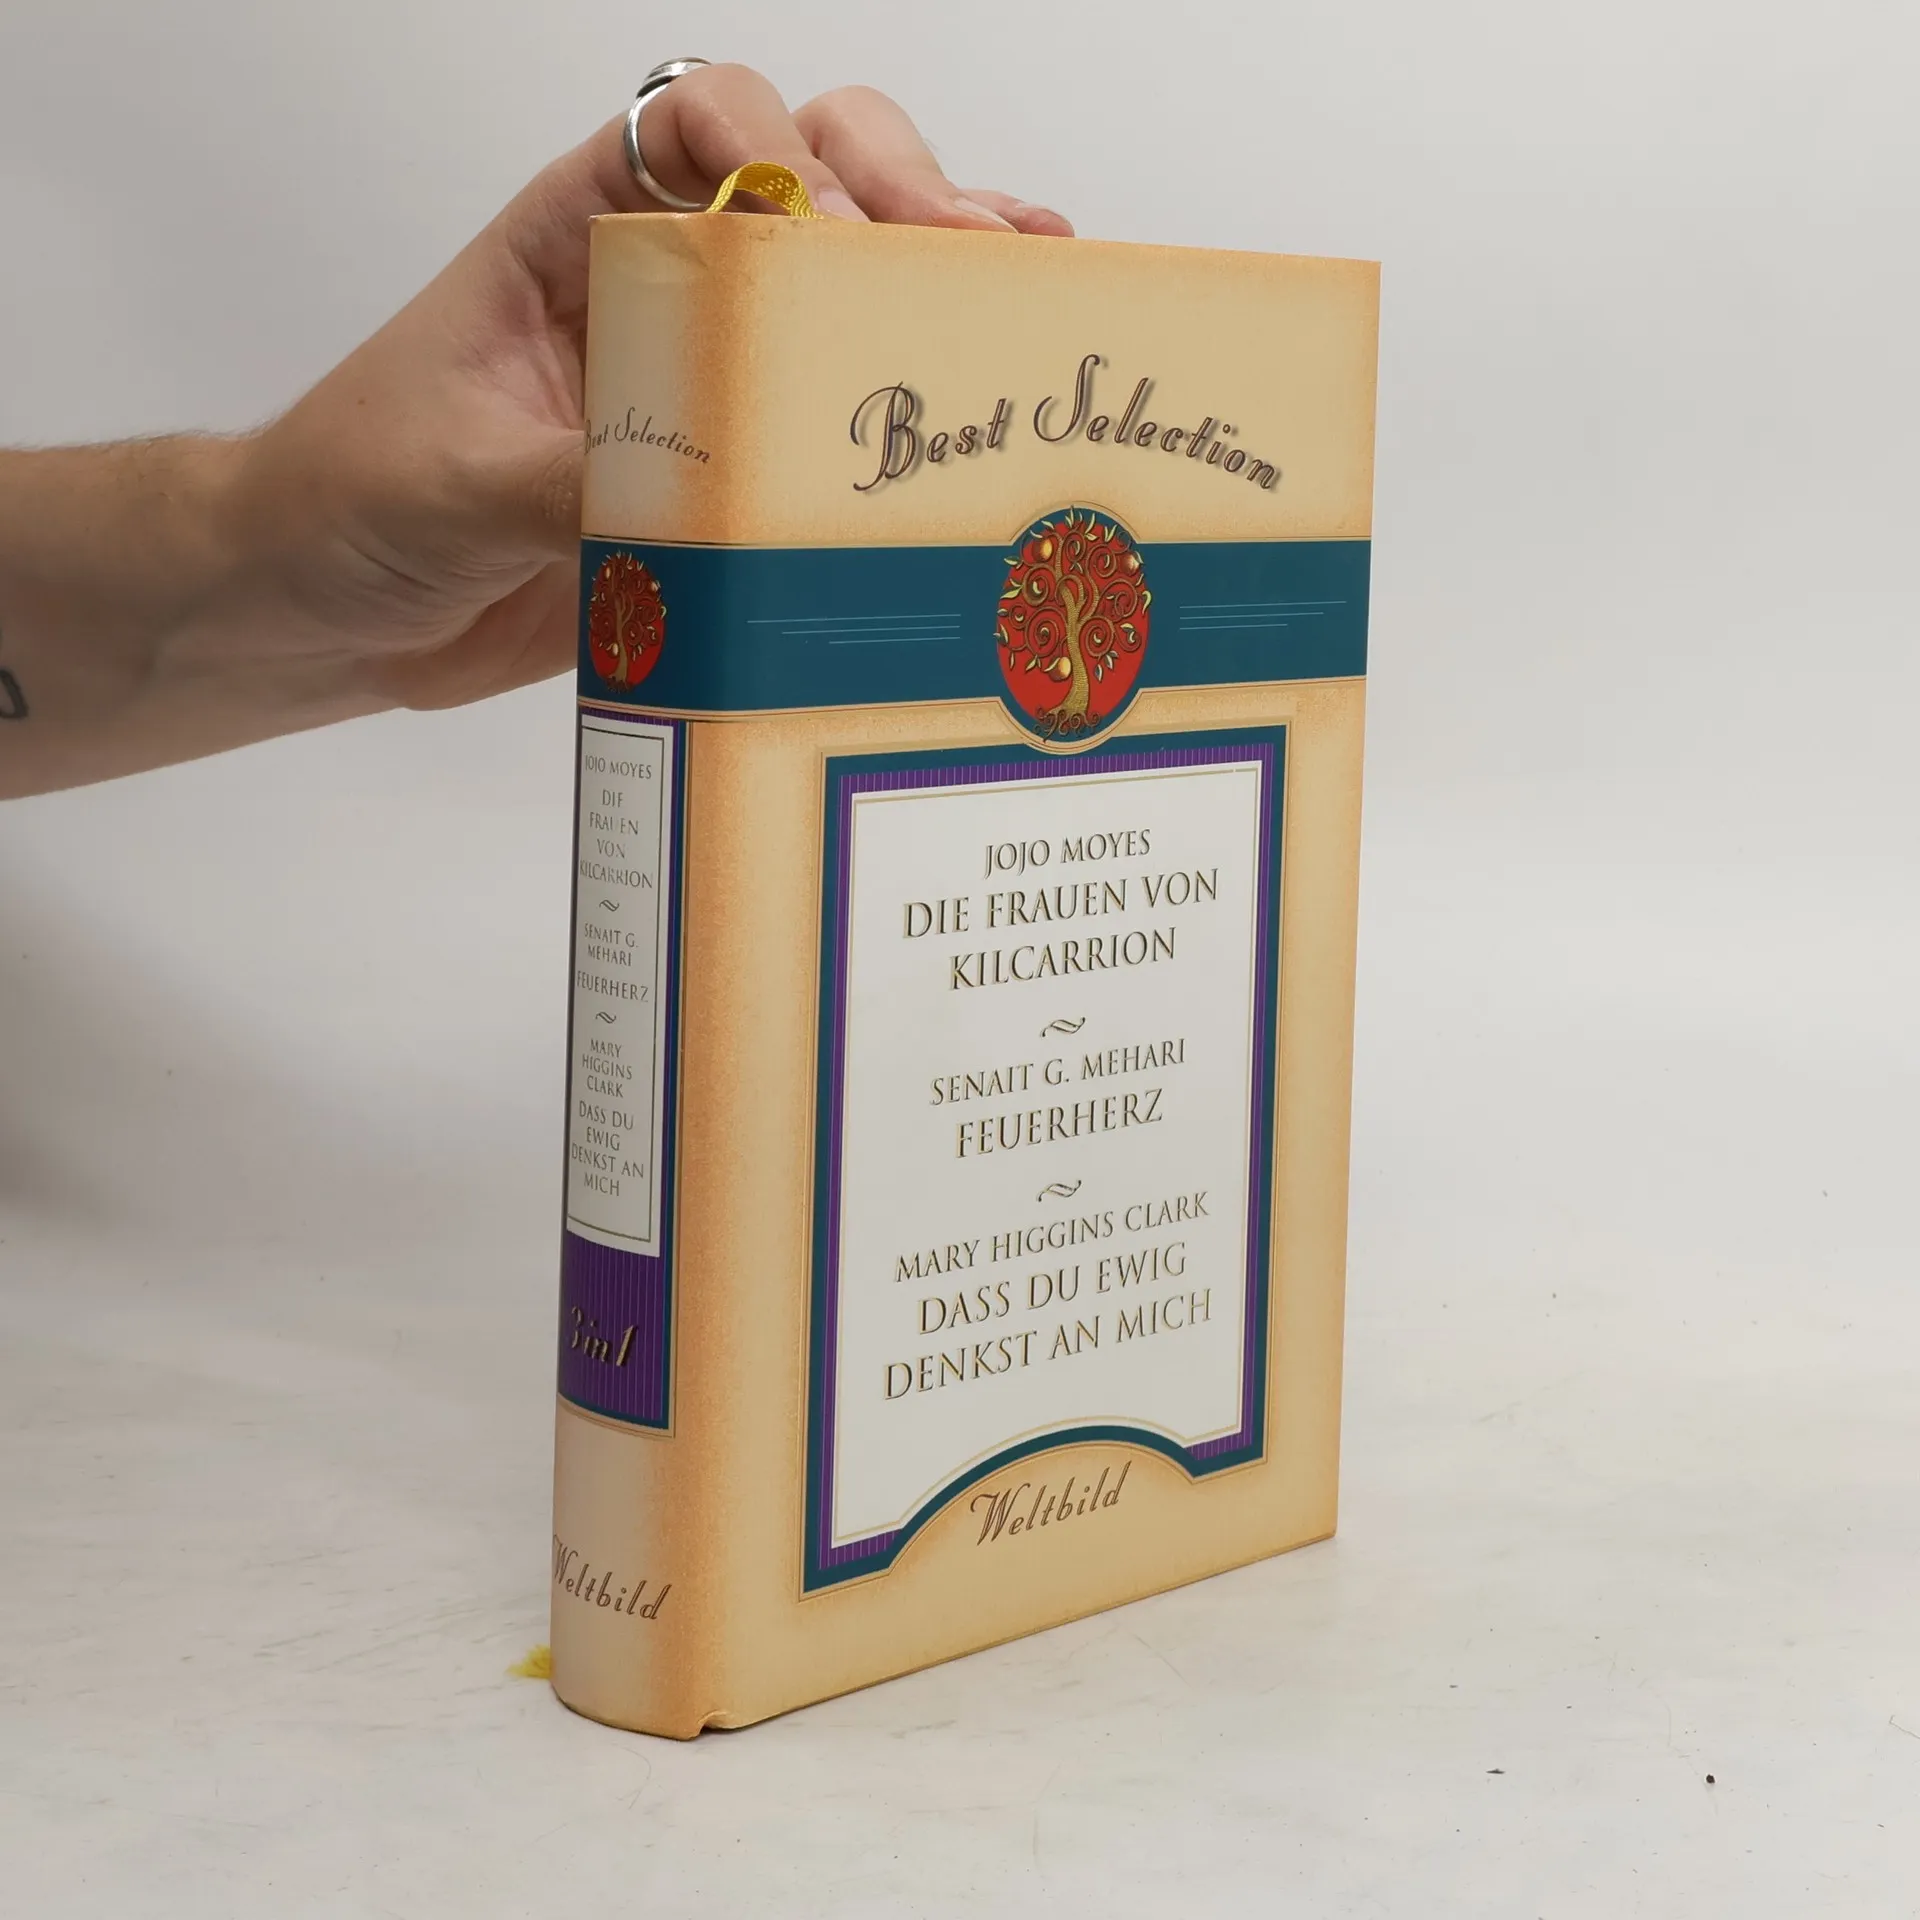 Best Selection
JOJO MOYES
DIE FRAUEN VON
KILCARRION
SENAIT G. MEHARI
FEUERHERZ
MARY HIGGINS CLARK
DASS DU EWIG
DENKST AN MICH
Weltbild
Best Selection
JOJO MOYES
DIE
FRAUEN
VON
KILCARRION
SENAIT G.
MEHARI
FEUERHERZ
MARY
HIGGINS
CLARK
DASS DU
EWIG
DENKST AN
MICH
3in1
Weltbild